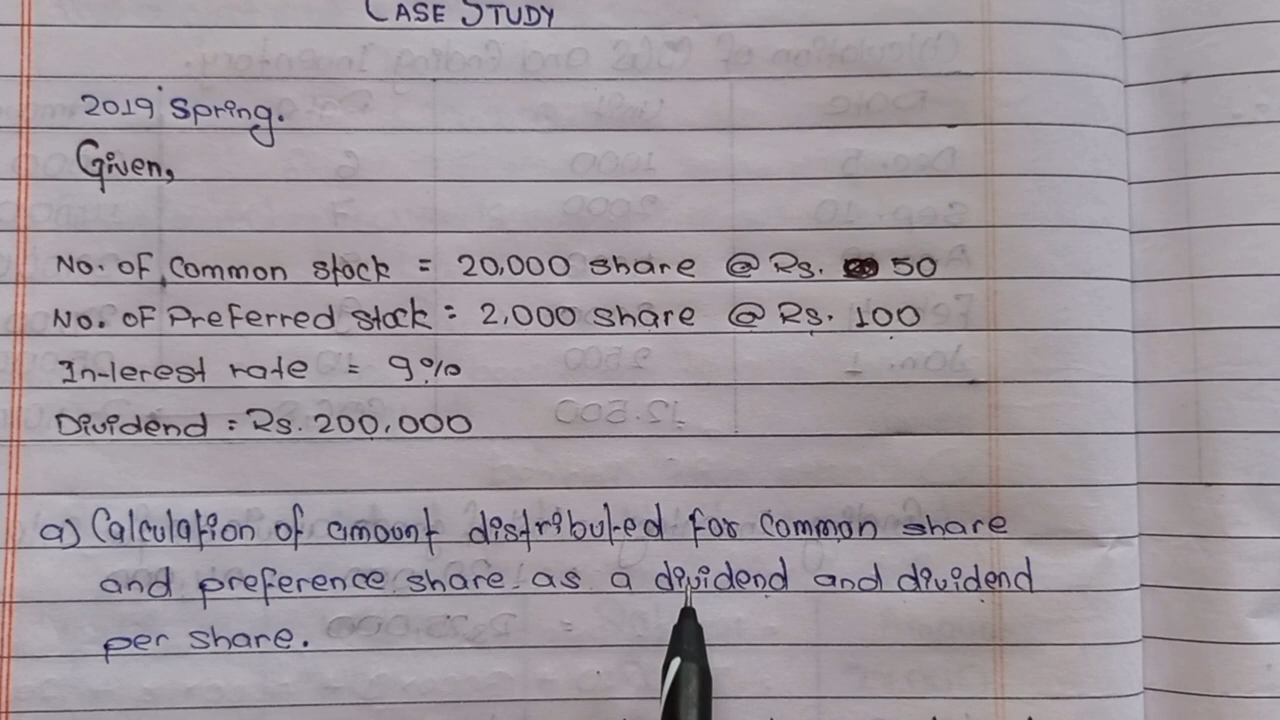 CASE STUDY
2019 Spring.
Given,
No. of Common stock = 20,000 share @ Rs. 50
No. of Preferred stock = 2,000 share @ Rs. 100
Interest rate = 9%
Dividend = Rs. 200,000
a) Calculation of amount distributed for common share
and preference share as a dividend and dividend
per share.